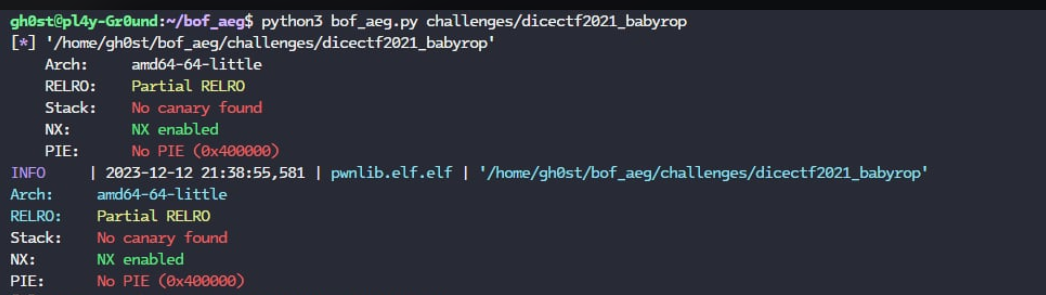 gh0st@pl4y-Gr0und:~/bof_aeg$ python3 bof_aeg.py challenges/dicectf2021_babyrop
[*] '/home/gh0st/bof_aeg/challenges/dicectf2021_babyrop'
Arch: amd64-64-little
RELRO: Partial RELRO
Stack: No canary found
NX: NX enabled
PIE: No PIE (0x400000)
INFO | 2023-12-12 21:38:55,581 | pwnlib.elf.elf | '/home/gh0st/bof_aeg/challenges/dicectf2021_babyrop'
Arch: amd64-64-little
RELRO: Partial RELRO
Stack: No canary found
NX: NX enabled
PIE: No PIE (0x400000)